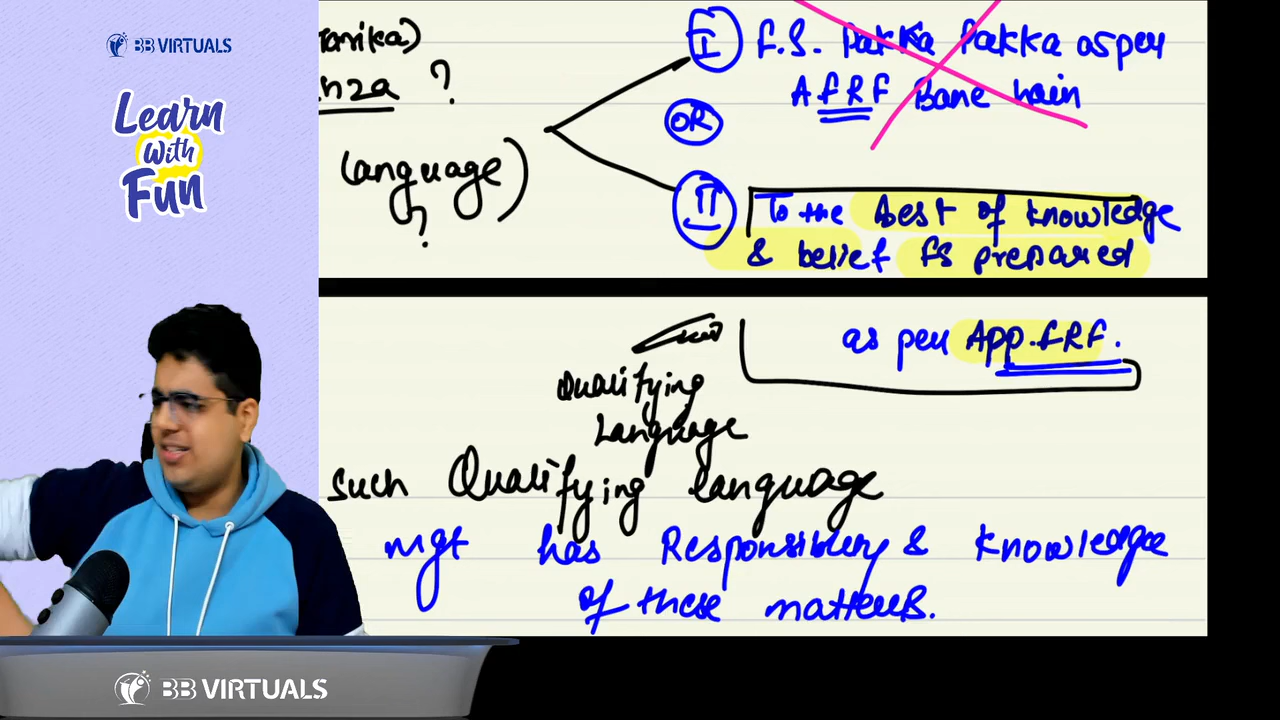 BB VIRTUALS
Learn
With
Fun
? 
Language)
?
I F.S. Pakka Pakka as per
AFRF Bane hain
OR
II To the best of knowledge
& belief FS prepared
as per App. FRF.
Qualifying
Language
such Qualifying language
mgt has Responsibility & knowledge
of these matters.
BB VIRTUALS